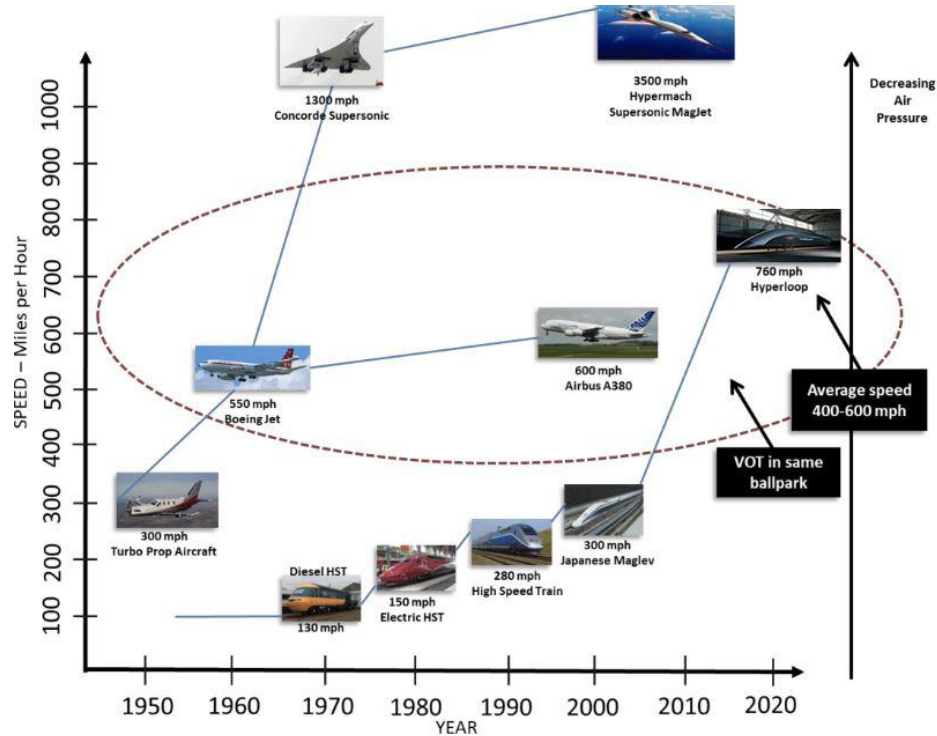 1300 mph
Concorde Supersonic
3500 mph
Hypermach
Supersonic MagJet
Decreasing
Air
Pressure
SPEED – Miles per Hour
1000
900
800
700
600
500
400
300
200
100
760 mph
Hyperloop
550 mph
Boeing Jet
600 mph
Airbus A380
Average speed
400-600 mph
VOT in same
ballpark
300 mph
Turbo Prop Aircraft
Diesel HST
130 mph
150 mph
Electric HST
280 mph
High Speed Train
300 mph
Japanese Maglev
1950
1960
1970
1980
1990
2000
2010
2020
YEAR